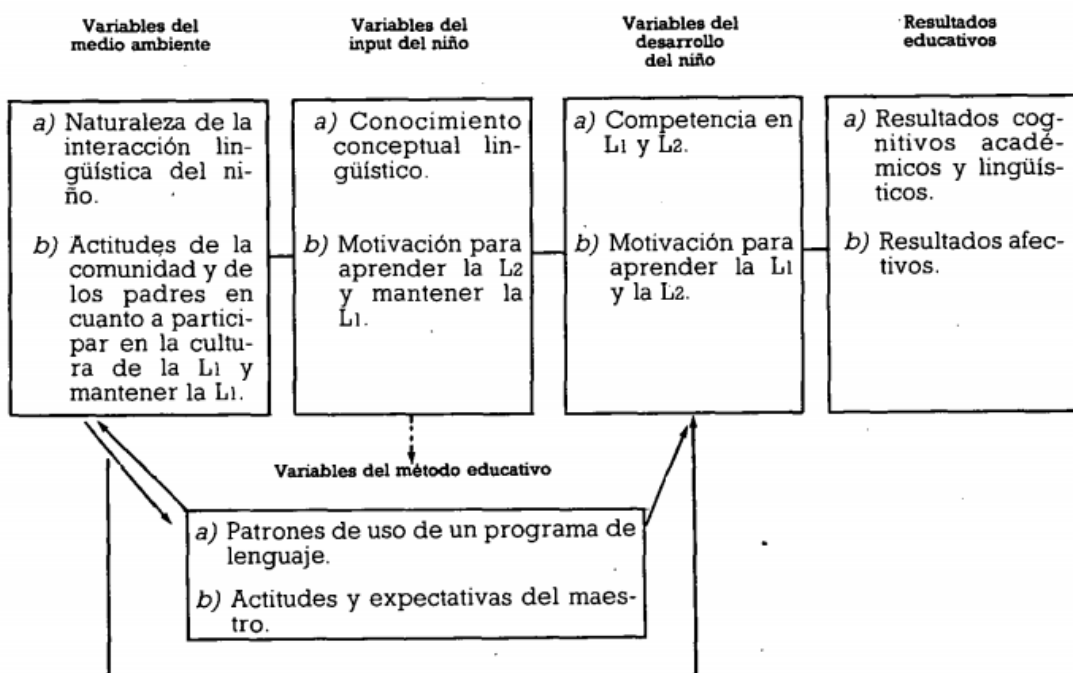 Variables del
medio ambiente
Variables del
input del niño
Variables del
desarrollo
del niño
Resultados
educativos
a) Naturaleza de la
interacción lin-
güística del ni-
ño.
b) Actitudes de la
comunidad y de
los padres en
cuanto a partici-
par en la cultu-
ra de la L1 y
mantener la L1.
a) Conocimiento
conceptual lin-
güístico.
b) Motivación para
aprender la L2
y mantener la
L1.
a) Competencia en
L1 y L2.
b) Motivación para
aprender la L1
y la L2.
a) Resultados cog-
nitivos acadé-
micos y lingüís-
ticos.
b) Resultados afec-
tivos.
Variables del método educativo
a) Patrones de uso de un programa de
lenguaje.
b) Actitudes y expectativas del maes-
tro.